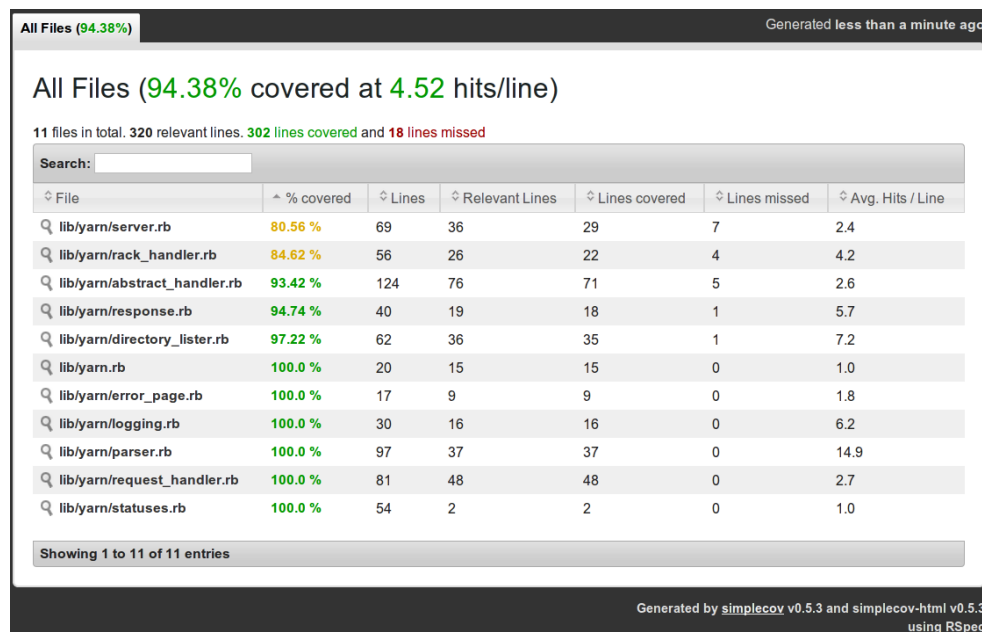 All Files (94.38%)
Generated less than a minute ago
All Files (94.38% covered at 4.52 hits/line)
11 files in total. 320 relevant lines. 302 lines covered and 18 lines missed
Search:
File % covered Lines Relevant Lines Lines covered Lines missed Avg. Hits / Line
lib/yarn/server.rb 80.56 % 69 36 29 7 2.4
lib/yarn/rack_handler.rb 84.62 % 56 26 22 4 4.2
lib/yarn/abstract_handler.rb 93.42 % 124 76 71 5 2.6
lib/yarn/response.rb 94.74 % 40 19 18 1 5.7
lib/yarn/directory_lister.rb 97.22 % 62 36 35 1 7.2
lib/yarn.rb 100.0 % 20 15 15 0 1.0
lib/yarn/error_page.rb 100.0 % 17 9 9 0 1.8
lib/yarn/logging.rb 100.0 % 30 16 16 0 6.2
lib/yarn/parser.rb 100.0 % 97 37 37 0 14.9
lib/yarn/request_handler.rb 100.0 % 81 48 48 0 2.7
lib/yarn/statuses.rb 100.0 % 54 2 2 0 1.0
Showing 1 to 11 of 11 entries
Generated by simplecov v0.5.3 and simplecov-html v0.5.3
using RSpec